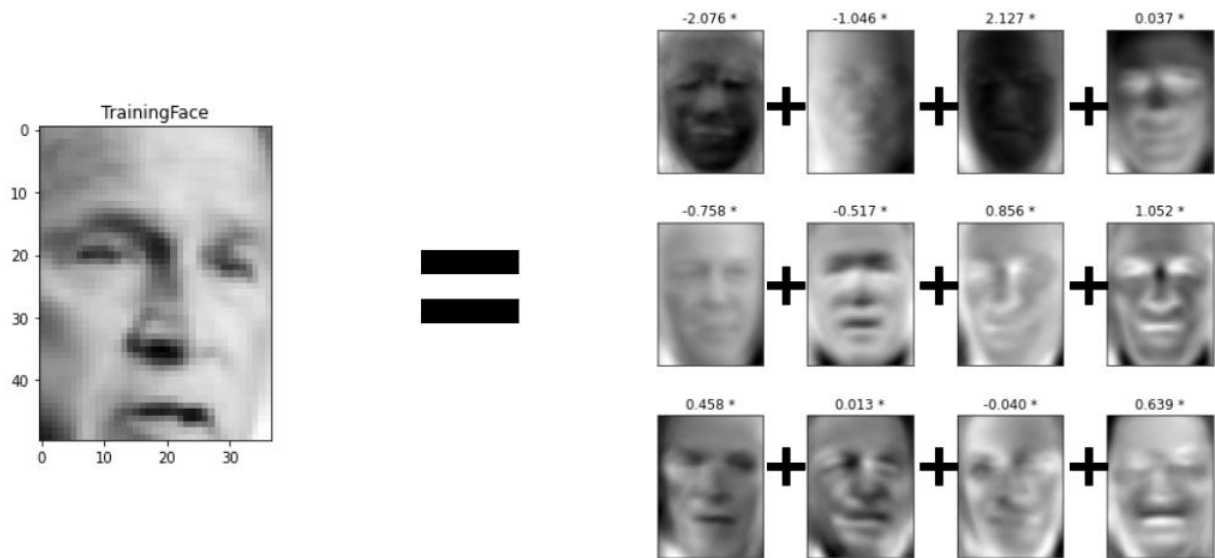 TrainingFace
0
10
20
30
40
0 10 20 30
=
-2.076 * + -1.046 * + 2.127 * + 0.037 *
-0.758 * + -0.517 * + 0.856 * + 1.052 *
0.458 * + 0.013 * + -0.040 * + 0.639 *